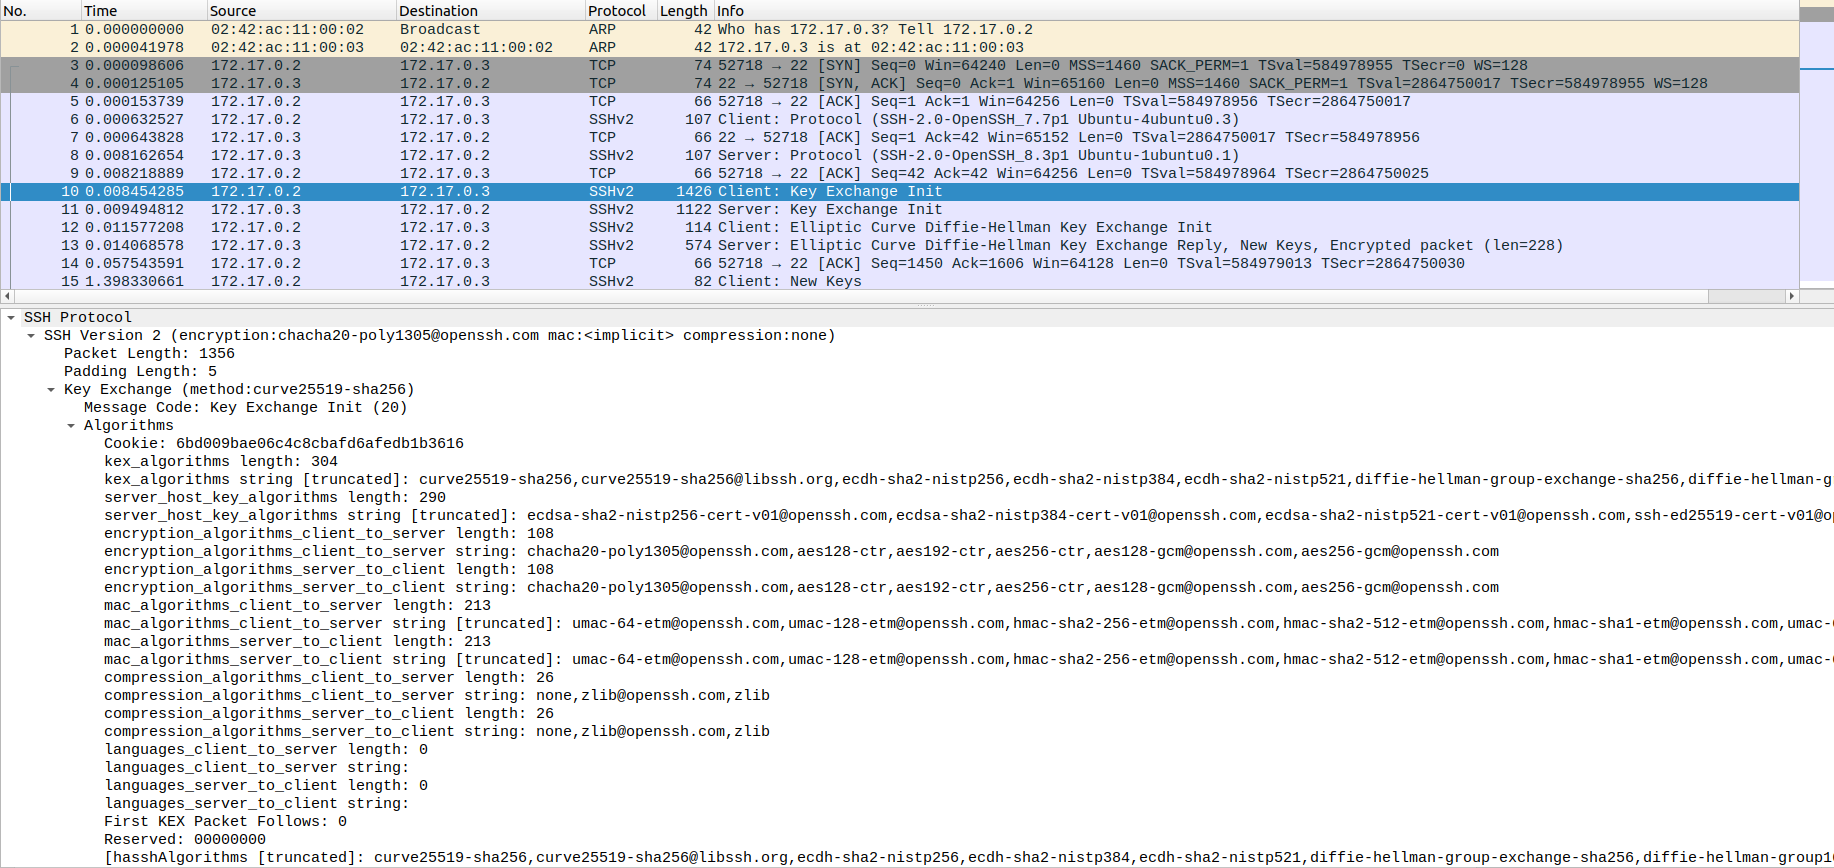 No. Time Source Destination Protocol Length Info
1 0.000000000 02:42:ac:11:00:02 Broadcast ARP 42 Who has 172.17.0.3? Tell 172.17.0.2
2 0.000041978 02:42:ac:11:00:03 02:42:ac:11:00:02 ARP 42 172.17.0.3 is at 02:42:ac:11:00:03
3 0.000098606 172.17.0.2 172.17.0.3 TCP 74 52718 → 22 [SYN] Seq=0 Win=64240 Len=0 MSS=1460 SACK_PERM=1 TSval=584978955 TSecr=0 WS=128
4 0.000125105 172.17.0.3 172.17.0.2 TCP 74 22 → 52718 [SYN, ACK] Seq=0 Ack=1 Win=65160 Len=0 MSS=1460 SACK_PERM=1 TSval=2864750017 TSecr=584978955 WS=128
5 0.000153739 172.17.0.2 172.17.0.3 TCP 66 52718 → 22 [ACK] Seq=1 Ack=1 Win=64256 Len=0 TSval=584978956 TSecr=2864750017
6 0.000632527 172.17.0.2 172.17.0.3 SSHv2 107 Client: Protocol (SSH-2.0-OpenSSH_7.7p1 Ubuntu-4ubuntu0.3)
7 0.000643828 172.17.0.3 172.17.0.2 TCP 66 22 → 52718 [ACK] Seq=1 Ack=42 Win=65152 Len=0 TSval=2864750017 TSecr=584978956
8 0.008162654 172.17.0.3 172.17.0.2 SSHv2 107 Server: Protocol (SSH-2.0-OpenSSH_8.3p1 Ubuntu-1ubuntu0.1)
9 0.008218889 172.17.0.2 172.17.0.3 TCP 66 52718 → 22 [ACK] Seq=42 Ack=42 Win=64256 Len=0 TSval=584978964 TSecr=2864750025
10 0.008454285 172.17.0.2 172.17.0.3 SSHv2 1426 Client: Key Exchange Init
11 0.009494812 172.17.0.3 172.17.0.2 SSHv2 1122 Server: Key Exchange Init
12 0.011577208 172.17.0.2 172.17.0.3 SSHv2 114 Client: Elliptic Curve Diffie-Hellman Key Exchange Init
13 0.014068578 172.17.0.3 172.17.0.2 SSHv2 574 Server: Elliptic Curve Diffie-Hellman Key Exchange Reply, New Keys, Encrypted packet (len=228)
14 0.057543591 172.17.0.2 172.17.0.3 TCP 66 52718 → 22 [ACK] Seq=1450 Ack=1606 Win=64128 Len=0 TSval=584979013 TSecr=2864750030
15 1.398330661 172.17.0.2 172.17.0.3 SSHv2 82 Client: New Keys
SSH Protocol
SSH Version 2 (encryption:chacha20-poly1305@openssh.com mac:<implicit> compression:none)
Packet Length: 1356
Padding Length: 5
Key Exchange (method:curve25519-sha256)
Message Code: Key Exchange Init (20)
Algorithms
Cookie: 6bd009bae06c4c8cbafd6afedb1b3616
kex_algorithms length: 304
kex_algorithms string [truncated]: curve25519-sha256,curve25519-sha256@libssh.org,ecdh-sha2-nistp256,ecdh-sha2-nistp384,ecdh-sha2-nistp521,diffie-hellman-group-exchange-sha256,diffie-hellman-g
server_host_key_algorithms length: 290
server_host_key_algorithms string [truncated]: ecdsa-sha2-nistp256-cert-v01@openssh.com,ecdsa-sha2-nistp384-cert-v01@openssh.com,ecdsa-sha2-nistp521-cert-v01@openssh.com,ssh-ed25519-cert-v01@o
encryption_algorithms_client_to_server length: 108
encryption_algorithms_client_to_server string: chacha20-poly1305@openssh.com,aes128-ctr,aes192-ctr,aes256-ctr,aes128-gcm@openssh.com,aes256-gcm@openssh.com
encryption_algorithms_server_to_client length: 108
encryption_algorithms_server_to_client string: chacha20-poly1305@openssh.com,aes128-ctr,aes192-ctr,aes256-ctr,aes128-gcm@openssh.com,aes256-gcm@openssh.com
mac_algorithms_client_to_server length: 213
mac_algorithms_client_to_server string [truncated]: umac-64-etm@openssh.com,umac-128-etm@openssh.com,hmac-sha2-256-etm@openssh.com,hmac-sha2-512-etm@openssh.com,hmac-sha1-etm@openssh.com,umac-
mac_algorithms_server_to_client length: 213
mac_algorithms_server_to_client string [truncated]: umac-64-etm@openssh.com,umac-128-etm@openssh.com,hmac-sha2-256-etm@openssh.com,hmac-sha2-512-etm@openssh.com,hmac-sha1-etm@openssh.com,umac-
compression_algorithms_client_to_server length: 26
compression_algorithms_client_to_server string: none,zlib@openssh.com,zlib
compression_algorithms_server_to_client length: 26
compression_algorithms_server_to_client string: none,zlib@openssh.com,zlib
languages_client_to_server length: 0
languages_client_to_server string:
languages_server_to_client length: 0
languages_server_to_client string:
First KEX Packet Follows: 0
Reserved: 00000000
[hasshAlgorithms [truncated]: curve25519-sha256,curve25519-sha256@libssh.org,ecdh-sha2-nistp256,ecdh-sha2-nistp384,ecdh-sha2-nistp521,diffie-hellman-group-exchange-sha256,diffie-hellman-group1